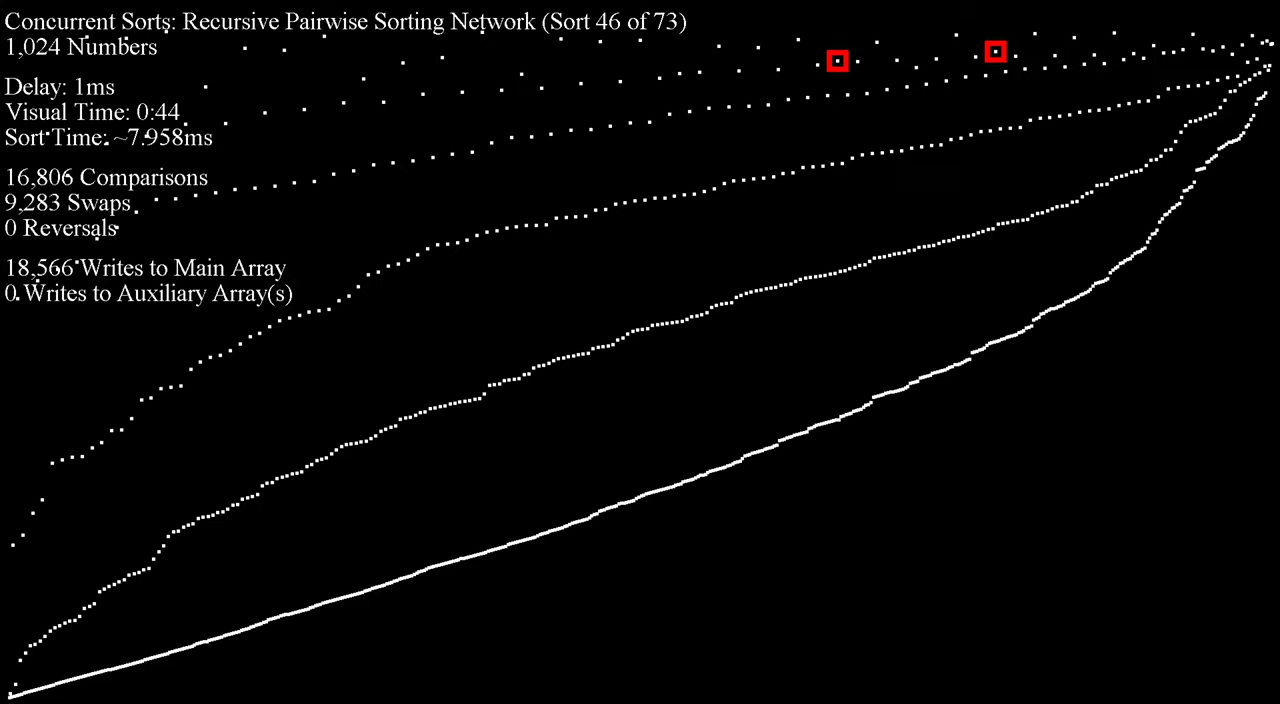 Concurrent Sorts: Recursive Pairwise Sorting Network (Sort 46 of 73)
1,024 Numbers
Delay: 1ms
Visual Time: 0:44
Sort Time: ~7.958ms
16,806 Comparisons
9,283 Swaps
0 Reversals
18,566 Writes to Main Array
0 Writes to Auxiliary Array(s)